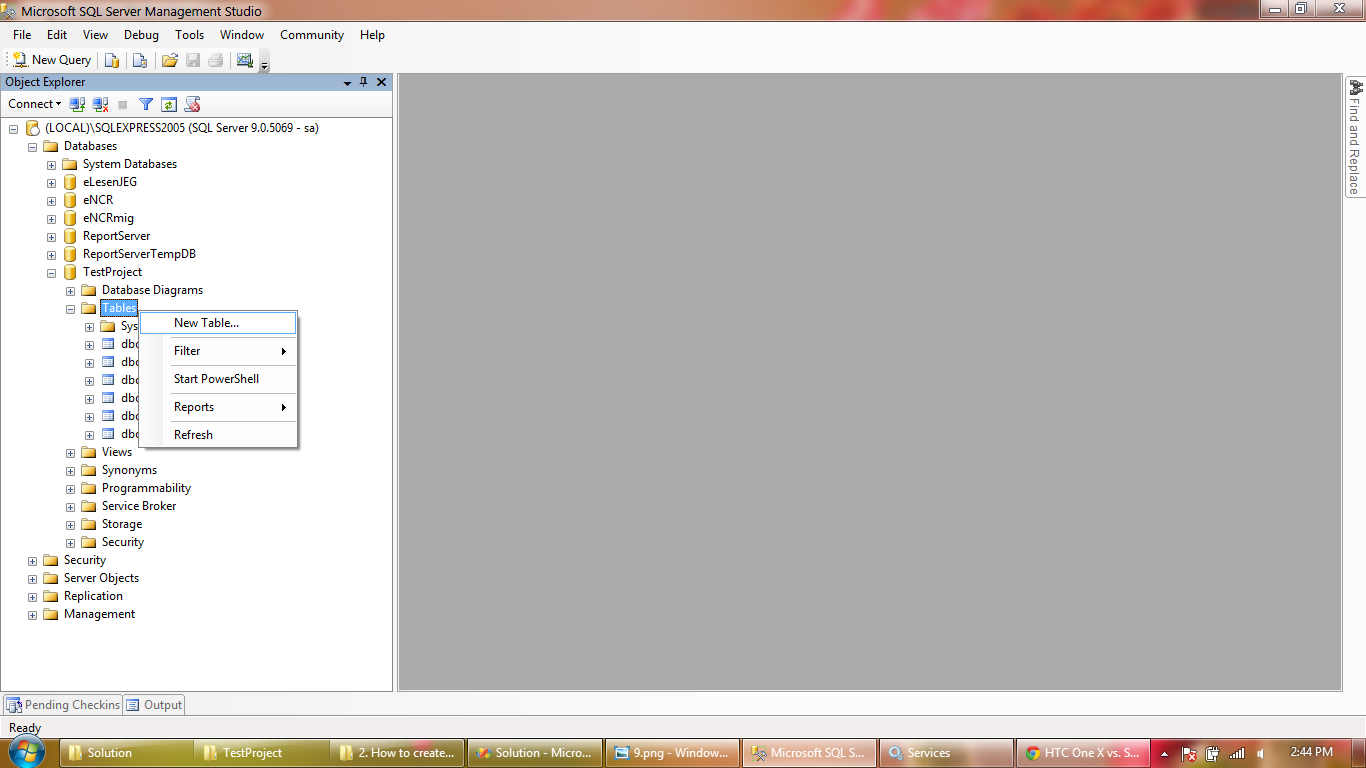 Microsoft SQL Server Management Studio
File Edit View Debug Tools Window Community Help
New Query
Object Explorer
Connect
(LOCAL)\SQLEXPRESS2005 (SQL Server 9.0.5069 - sa)
Databases
System Databases
eLesenJEG
eNCR
eNCRmig
ReportServer
ReportServerTempDB
TestProject
Database Diagrams
Tables
New Table...
Filter
Start PowerShell
Reports
Refresh
Sys
dbo
dbo
dbo
dbo
dbo
dbo
Views
Synonyms
Programmability
Service Broker
Storage
Security
Security
Server Objects
Replication
Management
Find and Replace
Pending Checkins Output
Ready
Solution TestProject 2. How to create... Solution - Micro... 9.png - Window... Microsoft SQL S... Services HTC One X vs. S... 2:44 PM